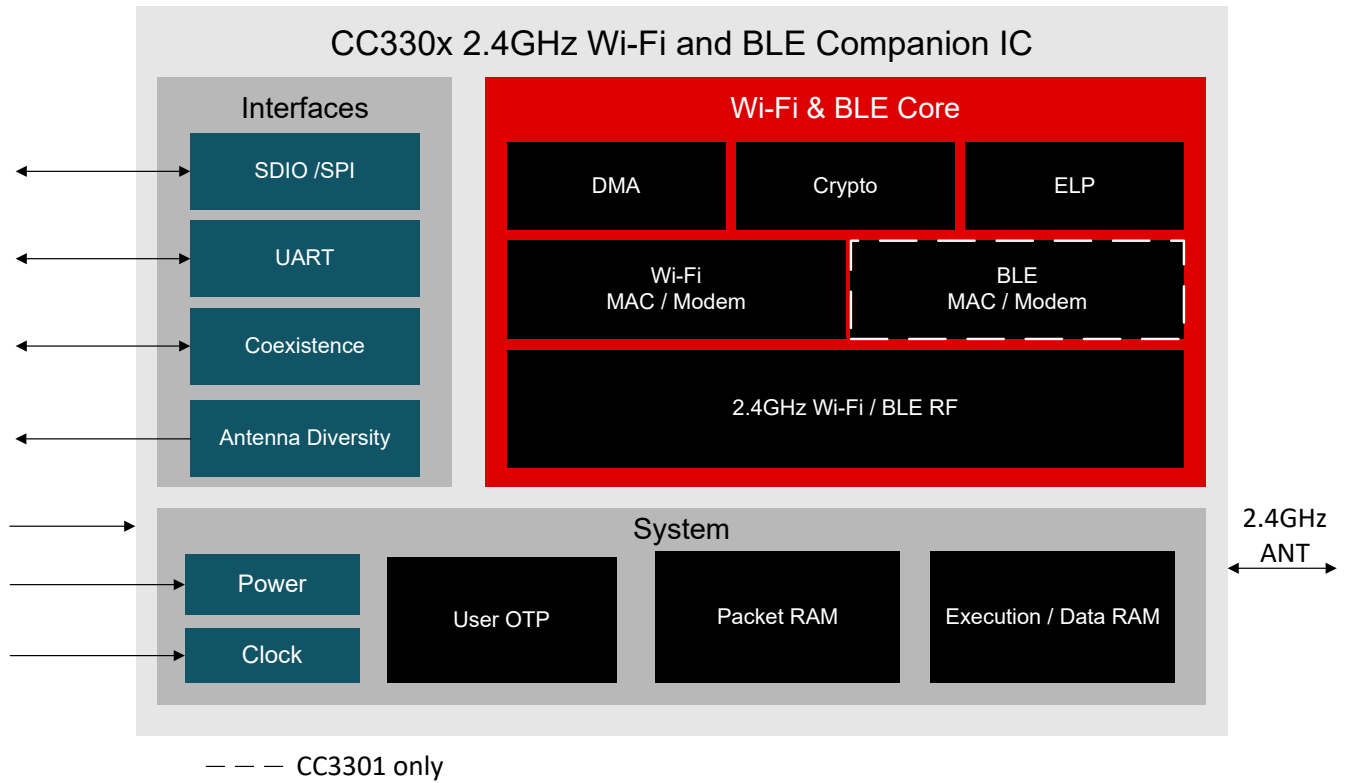 CC330x 2.4GHz Wi-Fi and BLE Companion IC
Interfaces
SDIO /SPI
UART
Coexistence
Antenna Diversity
Wi-Fi & BLE Core
DMA
Crypto
ELP
Wi-Fi
MAC / Modem
BLE
MAC / Modem
2.4GHz Wi-Fi / BLE RF
System
Power
Clock
User OTP
Packet RAM
Execution / Data RAM
2.4GHz
ANT
CC3301 only